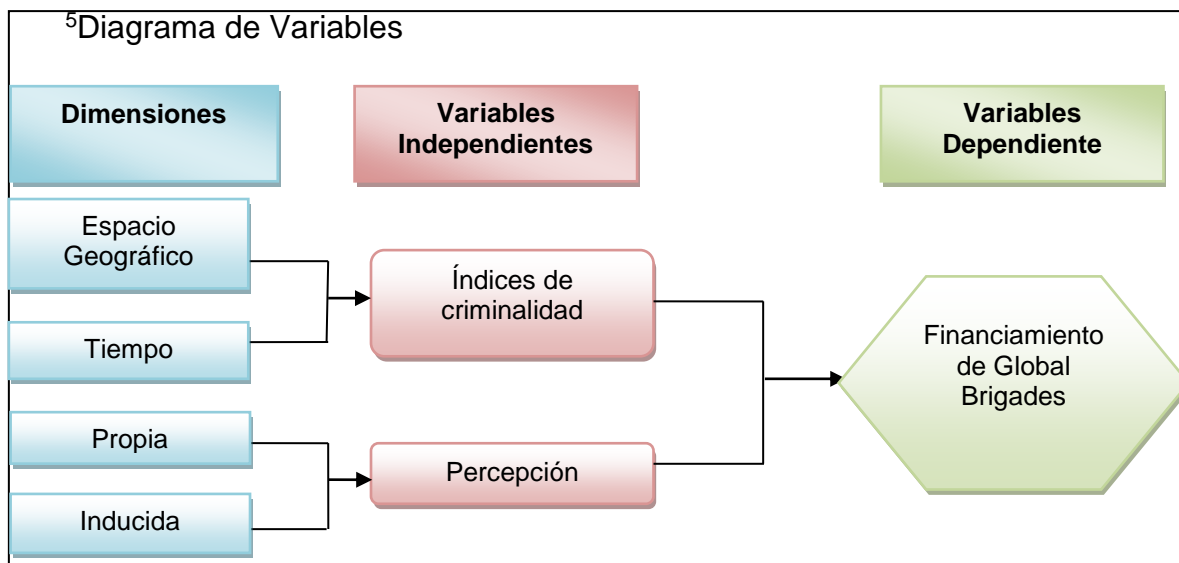 ⁵Diagrama de Variables
Dimensiones
Variables
Independientes
Variables
Dependiente
Espacio
Geográfico
Tiempo
Propia
Inducida
Índices de
criminalidad
Percepción
Financiamiento
de Global
Brigades